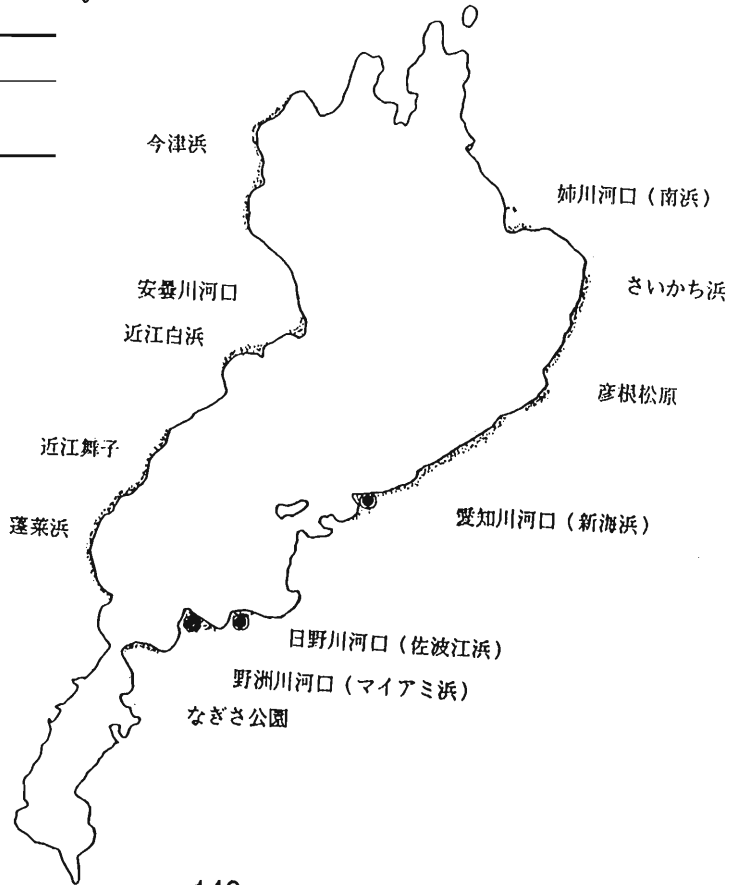 今津浜
姉川河口(南浜)
安曇川河口
さいかち浜
近江白浜
彦根松原
近江舞子
蓬莱浜
愛知川河口(新海浜)
日野川河口(佐波江浜)
野洲川河口(マイアミ浜)
なぎさ公園